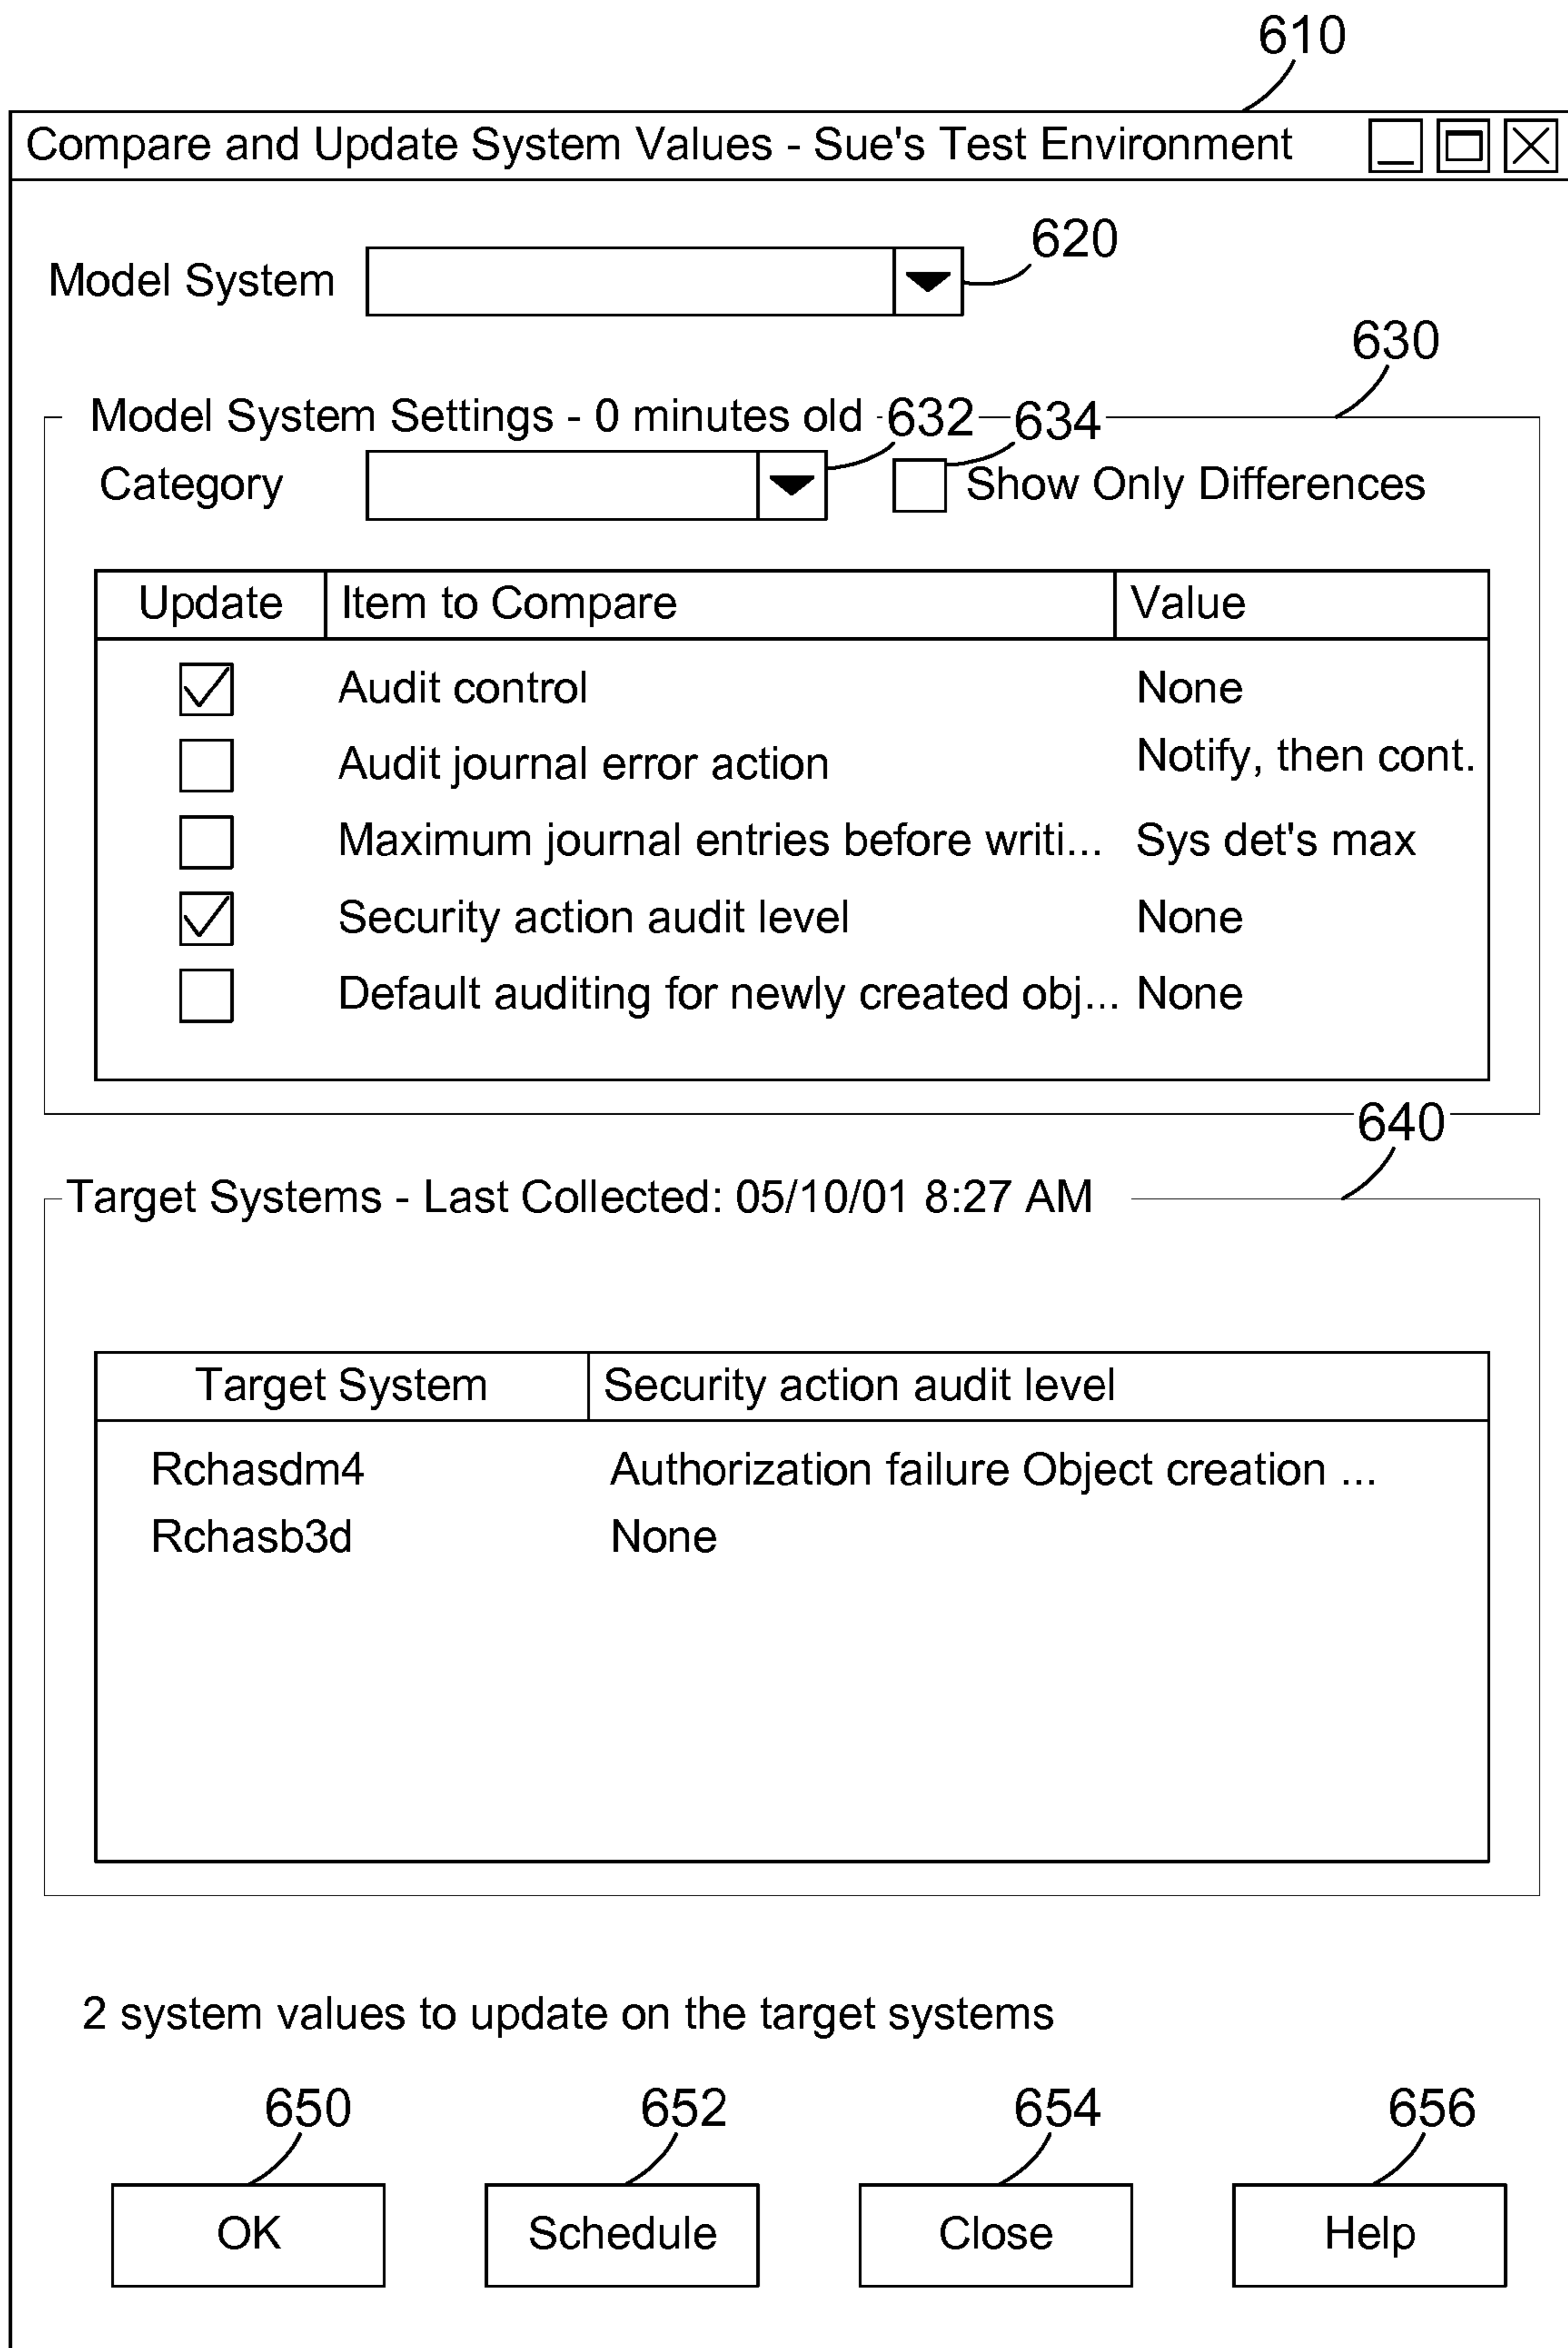 610
Compare and Update System Values - Sue's Test Environment
620
Model System
630
Model System Settings - 0 minutes old
632
634
Category
Show Only Differences
Update Item to Compare Value
Audit control None
Audit journal error action Notify, then cont.
Maximum journal entries before writi... Sys det's max
Security action audit level None
Default auditing for newly created obj... None
640
Target Systems - Last Collected: 05/10/01 8:27 AM
Target System Security action audit level
Rchasdm4 Authorization failure Object creation ...
Rchasb3d None
2 system values to update on the target systems
650 652 654 656
OK Schedule Close Help